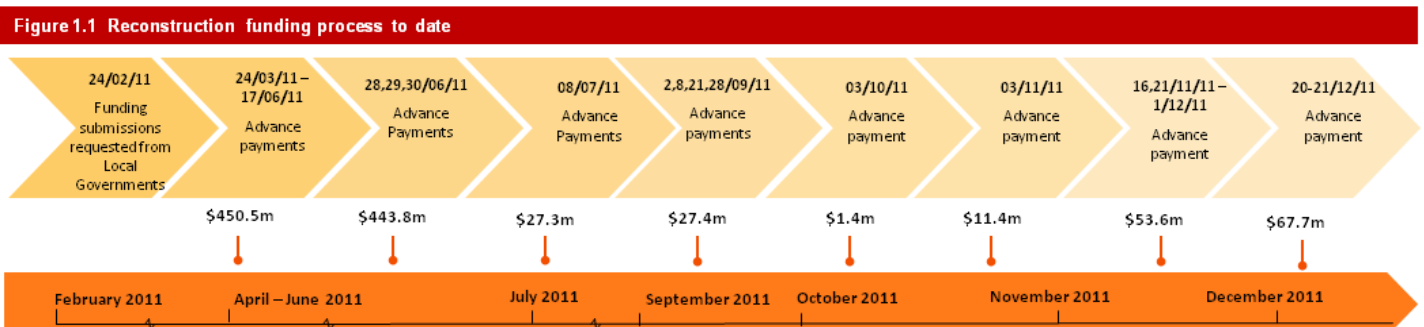 Figure 1.1 Reconstruction funding process to date
24/02/11
Funding
submissions
requested from
Local
Governments
24/03/11 –
17/06/11
Advance
payments
28,29,30/06/11
Advance
Payments
08/07/11
Advance
Payments
2,8,21,28/09/11
Advance
payments
03/10/11
Advance
payment
03/11/11
Advance
payment
16,21/11/11 –
1/12/11
Advance
payment
20-21/12/11
Advance
payment
$450.5m
$443.8m
$27.3m
$27.4m
$1.4m
$11.4m
$53.6m
$67.7m
February 2011
April – June 2011
July 2011
September 2011
October 2011
November 2011
December 2011